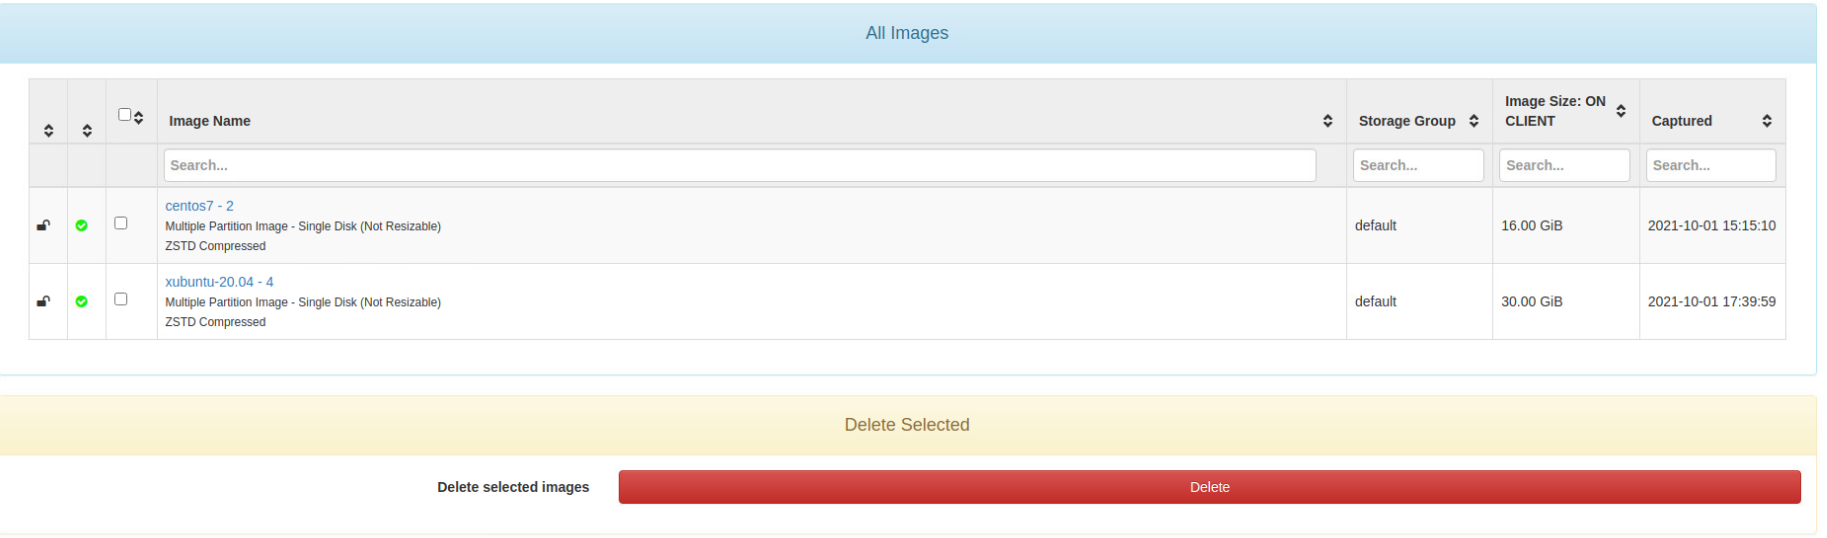 All Images
Image Name
Storage Group
Image Size: ON
CLIENT
Captured
Search...
Search...
Search...
Search...
centos7 - 2
Multiple Partition Image - Single Disk (Not Resizable)
ZSTD Compressed
default
16.00 GiB
2021-10-01 15:15:10
xubuntu-20.04 - 4
Multiple Partition Image - Single Disk (Not Resizable)
ZSTD Compressed
default
30.00 GiB
2021-10-01 17:39:59
Delete Selected
Delete selected images
Delete